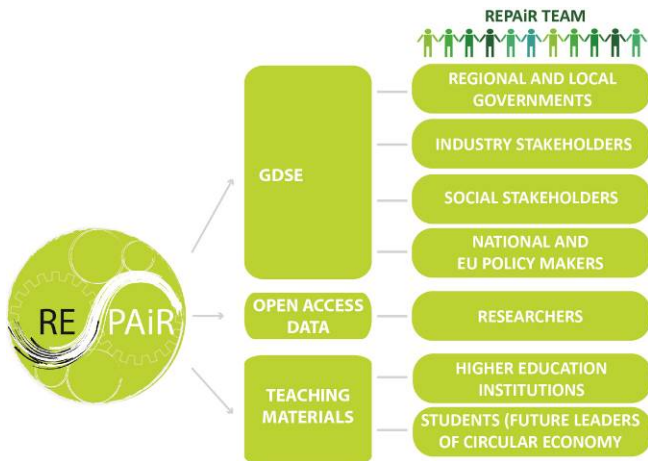 REPAiR TEAM
REGIONAL AND LOCAL
GOVERNMENTS
INDUSTRY STAKEHOLDERS
GDSE
SOCIAL STAKEHOLDERS
NATIONAL AND
EU POLICY MAKERS
RE PAiR
OPEN ACCESS
DATA
RESEARCHERS
HIGHER EDUCATION
INSTITUTIONS
TEACHING
MATERIALS
STUDENTS (FUTURE LEADERS
OF CIRCULAR ECONOMY